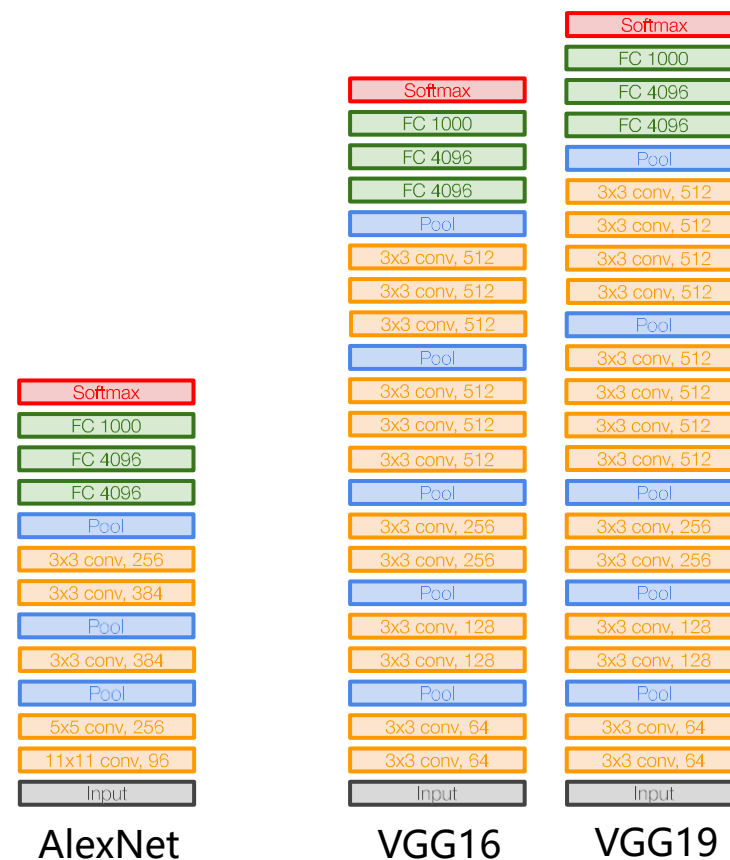 Softmax
FC 1000
FC 4096
FC 4096
Pool
3x3 conv, 256
3x3 conv, 384
Pool
3x3 conv, 384
Pool
5x5 conv, 256
11x11 conv, 96
Input
AlexNet
Softmax
FC 1000
FC 4096
FC 4096
Pool
3x3 conv, 512
3x3 conv, 512
3x3 conv, 512
Pool
3x3 conv, 512
3x3 conv, 512
3x3 conv, 512
Pool
3x3 conv, 256
3x3 conv, 256
Pool
3x3 conv, 128
3x3 conv, 128
Pool
3x3 conv, 64
3x3 conv, 64
Input
VGG16
Softmax
FC 1000
FC 4096
FC 4096
Pool
3x3 conv, 512
3x3 conv, 512
3x3 conv, 512
3x3 conv, 512
Pool
3x3 conv, 512
3x3 conv, 512
3x3 conv, 512
3x3 conv, 512
Pool
3x3 conv, 256
3x3 conv, 256
Pool
3x3 conv, 128
3x3 conv, 128
Pool
3x3 conv, 64
3x3 conv, 64
Input
VGG19